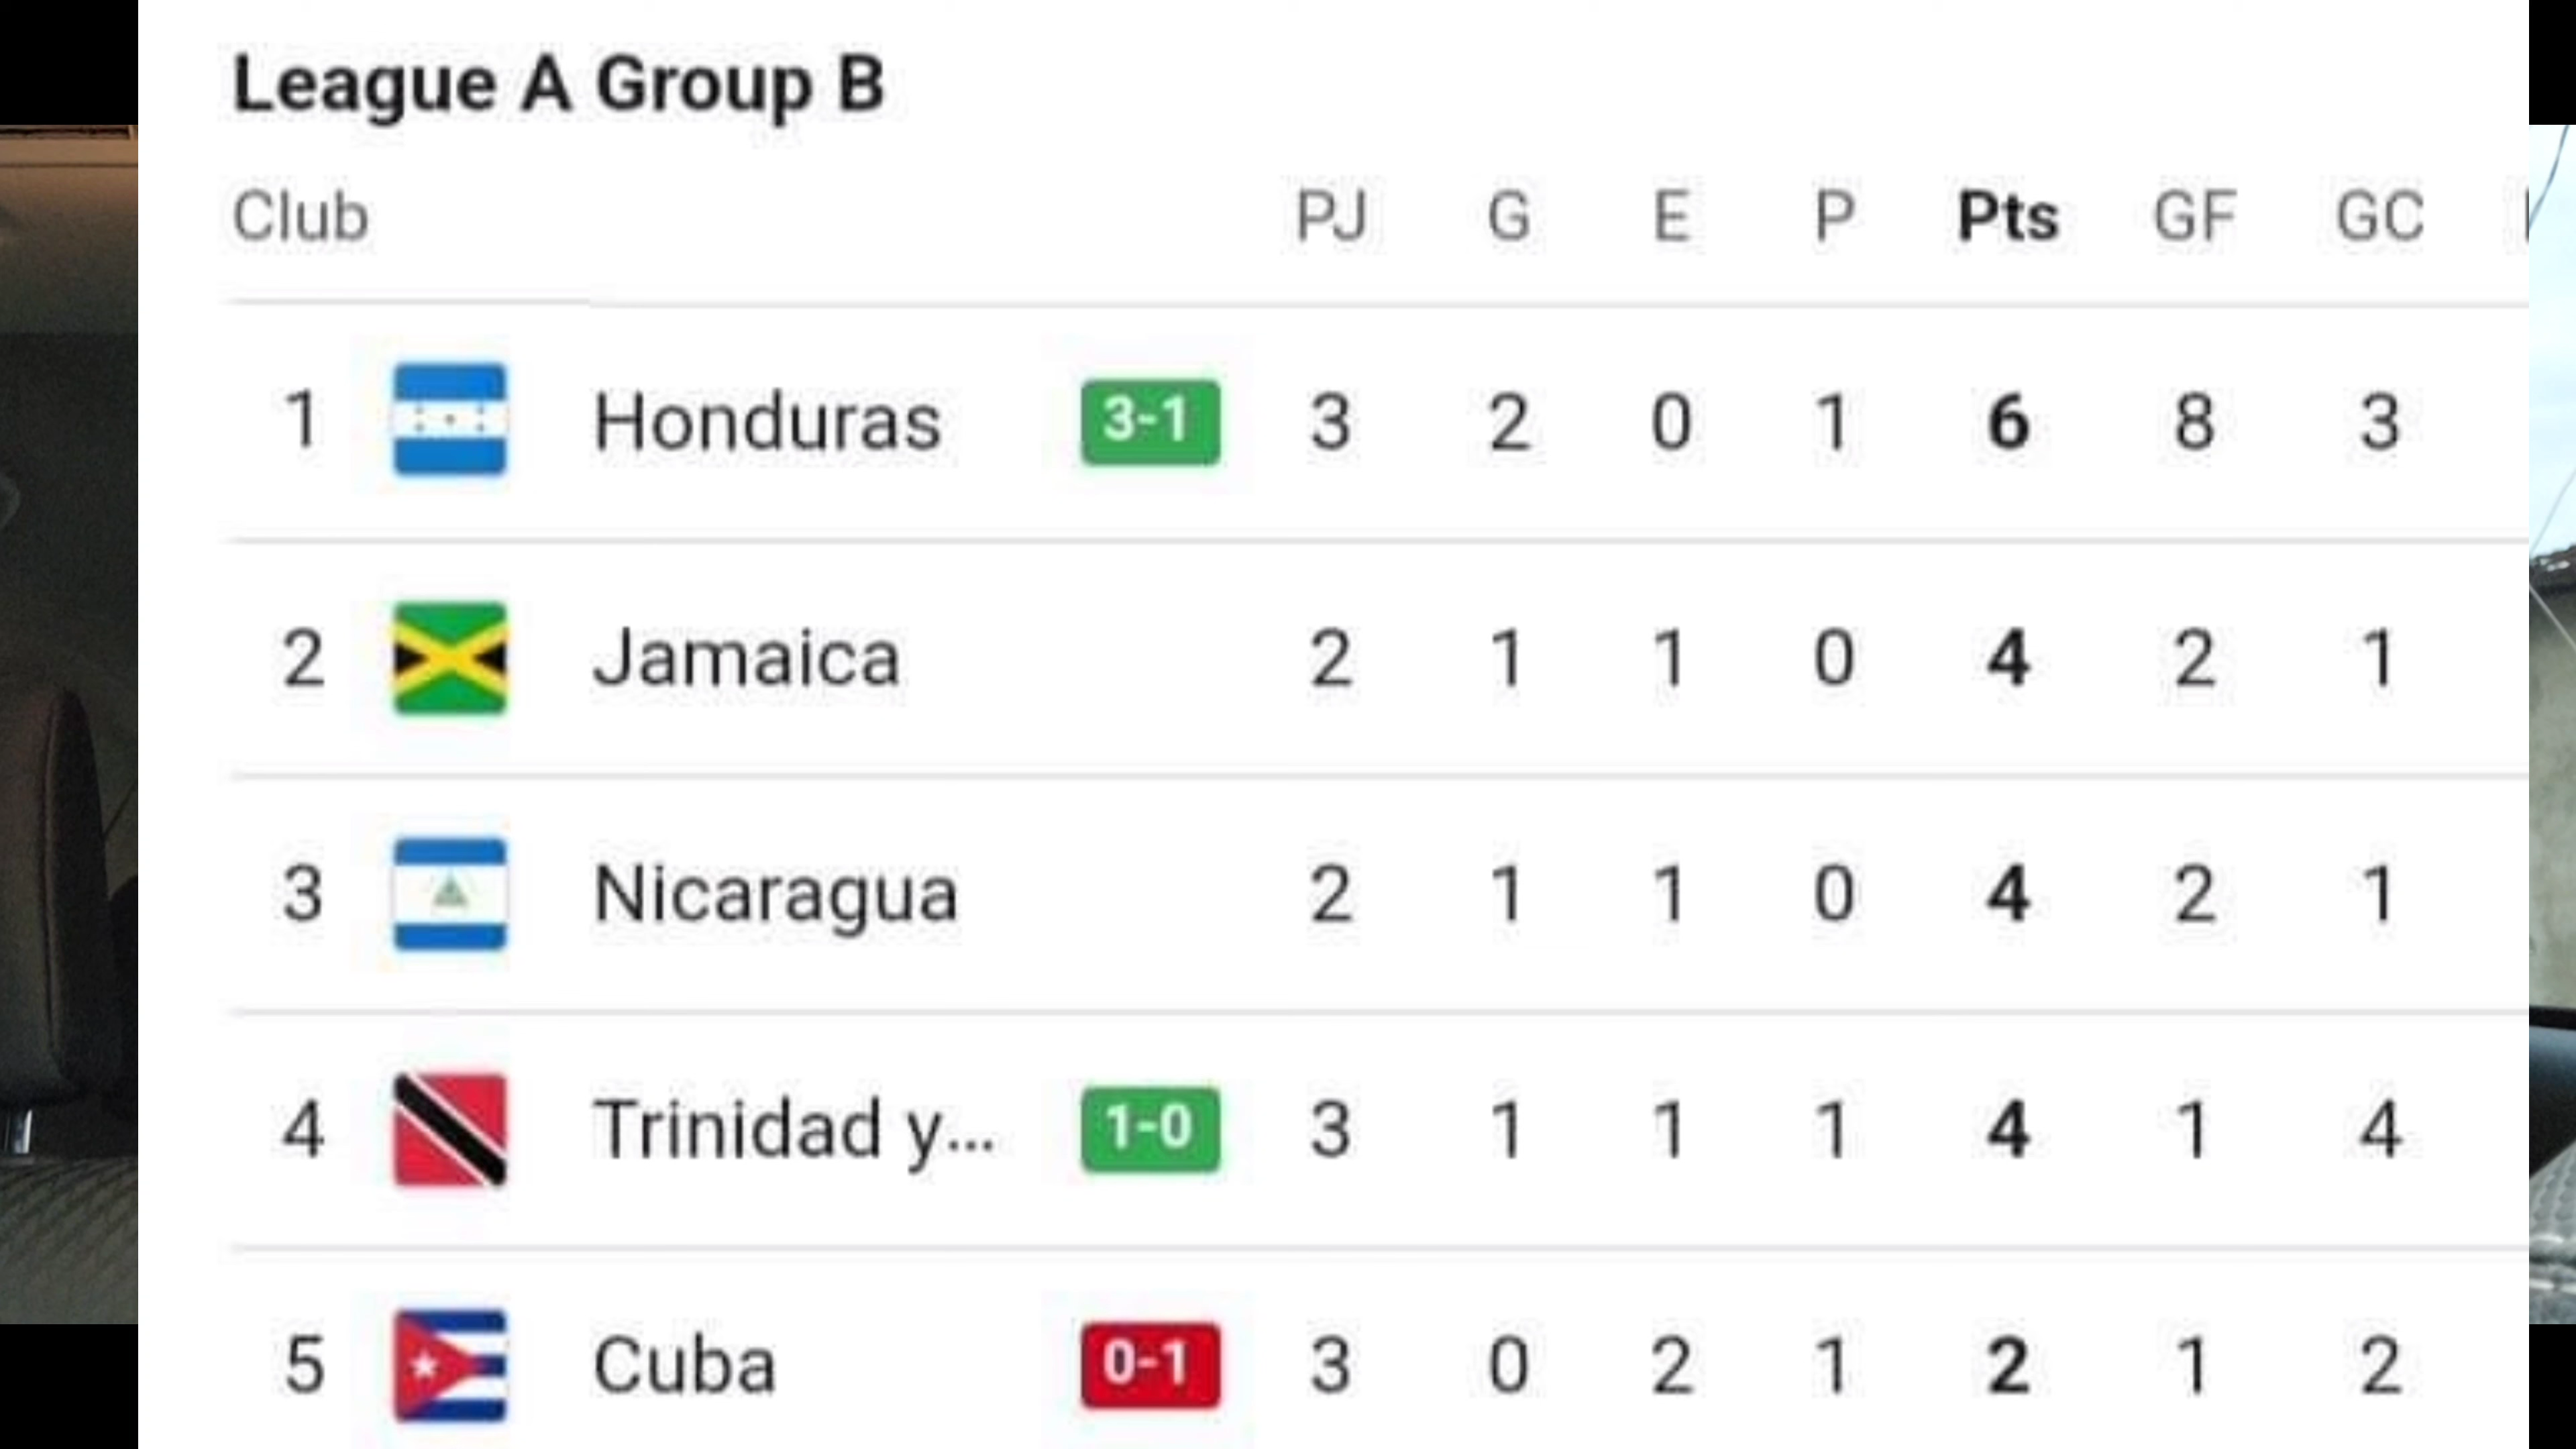 League A Group B
Club PJ G E P Pts GF GC
1 Honduras 3-1 3 2 0 1 6 8 3
2 Jamaica 2 1 1 0 4 2 1
3 Nicaragua 2 1 1 0 4 2 1
4 Trinidad y... 1-0 3 1 1 1 4 1 4
5 Cuba 0-1 3 0 2 1 2 1 2